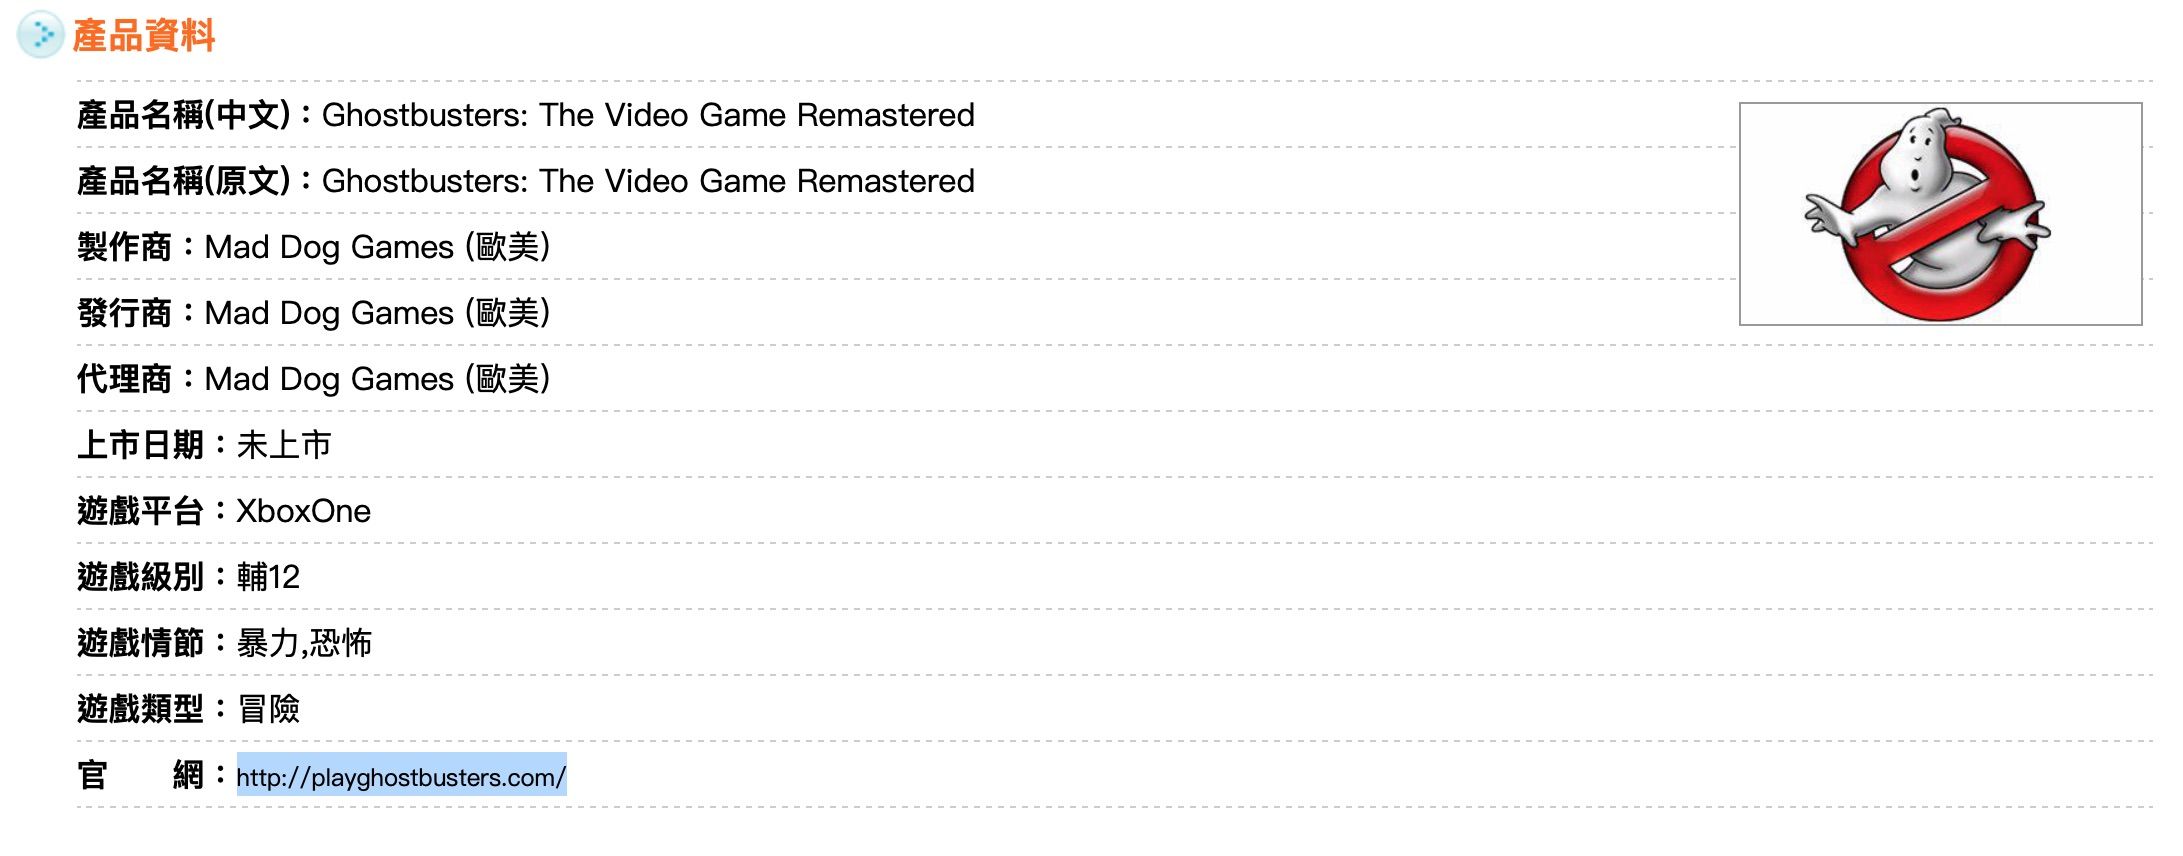 產品資料
產品名稱(中文)：Ghostbusters: The Video Game Remastered
產品名稱(原文)：Ghostbusters: The Video Game Remastered
製作商：Mad Dog Games (歐美)
發行商：Mad Dog Games (歐美)
代理商：Mad Dog Games (歐美)
上市日期：未上市
遊戲平台：XboxOne
遊戲級別：輔12
遊戲情節：暴力,恐怖
遊戲類型：冒險
官　　網：http://playghostbusters.com/